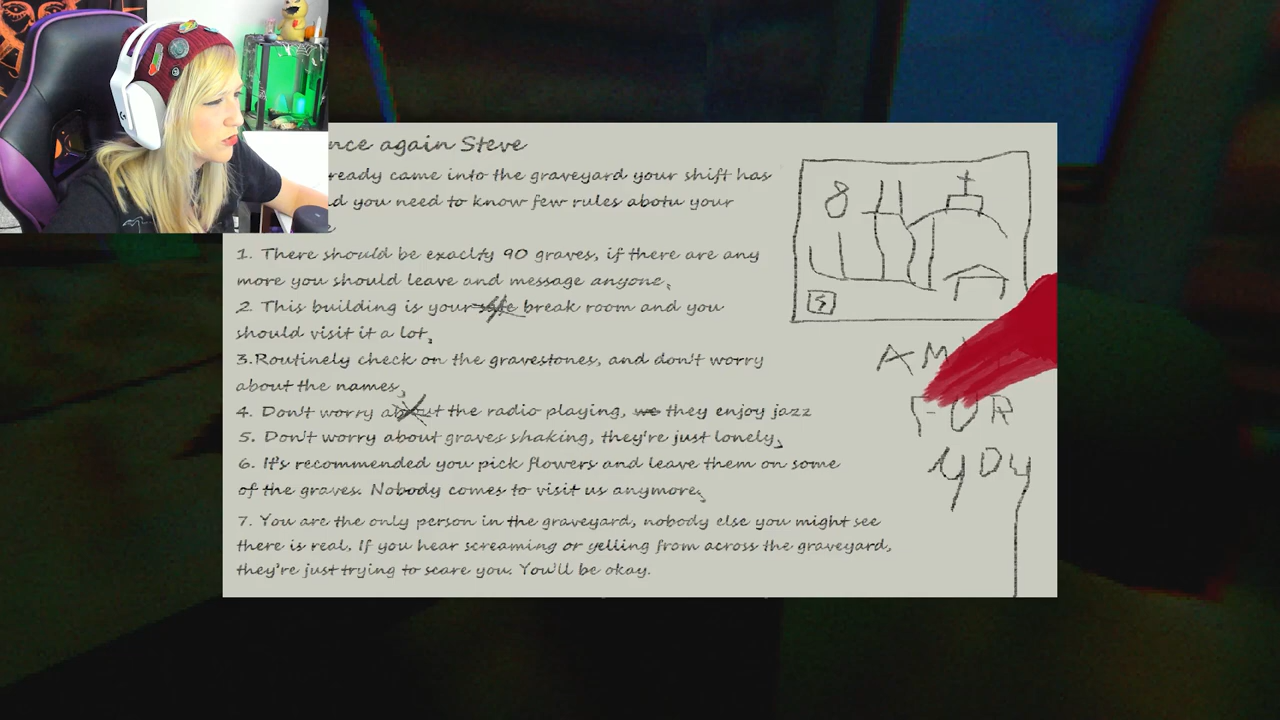 nce again Steve
ready came into the graveyard your shift has
d you need to know few rules abotu your
1. There should be exaclty 90 graves, if there are any
more you should leave and message anyone.
2. This building is your safe break room and you
should visit it a lot.
3.Routinely check on the gravestones, and don't worry
about the names.
4. Don't worry about the radio playing, we they enjoy jazz
5. Don't worry about graves shaking, they're just lonely.
6. It's recommended you pick flowers and leave them on some
of the graves. Nobody comes to visit us anymore.
7. You are the only person in the graveyard, nobody else you might see
there is real. If you hear screaming or yelling from across the graveyard,
they're just trying to scare you. You'll be okay.
8
FOR
yoy